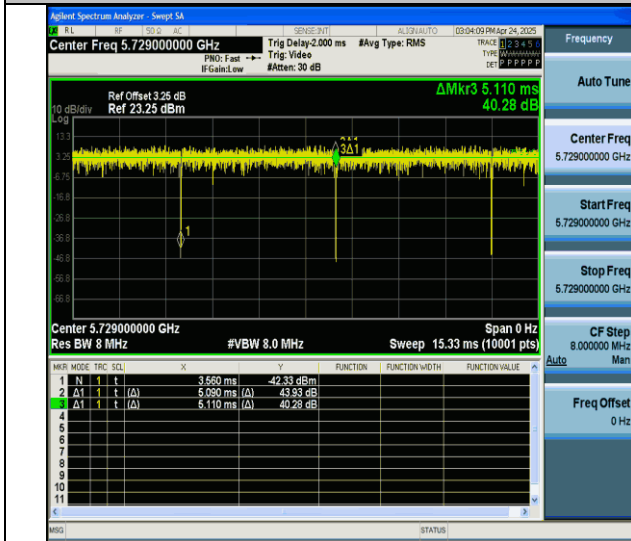 Agilent Spectrum Analyzer - Swept SA
RL RF 50 Ω AC SENSE:INT ALIGNAUTO 03:04:09 PM Apr 24, 2025
Center Freq 5.729000000 GHz Trig Delay-2.000 ms #Avg Type: RMS TRACE 1 2 3 4 5 6
PNO: Fast Trig: Video TYPE
IFGain:Low #Atten: 30 dB DET P P P P P P
Frequency
Auto Tune
Center Freq
5.729000000 GHz
Start Freq
5.729000000 GHz
Stop Freq
5.729000000 GHz
CF Step
8.000000 MHz
Auto Man
Freq Offset
0 Hz
ΔMkr3 5.110 ms
40.28 dB
Ref Offset 3.25 dB
10 dB/div Ref 23.25 dBm
Log
13.3
3.25
-6.75
-16.8
-26.8
-36.8
-46.8
-56.8
-66.8
3Δ1
1
Center 5.729000000 GHz Span 0 Hz
Res BW 8 MHz #VBW 8.0 MHz Sweep 15.33 ms (10001 pts)
MKR MODE TRC SCL X Y FUNCTION FUNCTION WIDTH FUNCTION VALUE
1 N 1 t 3.560 ms -42.33 dBm
2 Δ1 1 t (Δ) 5.090 ms (Δ) 43.93 dB
3 Δ1 1 t (Δ) 5.110 ms (Δ) 40.28 dB
4
5
6
7
8
9
10
11
MSG STATUS